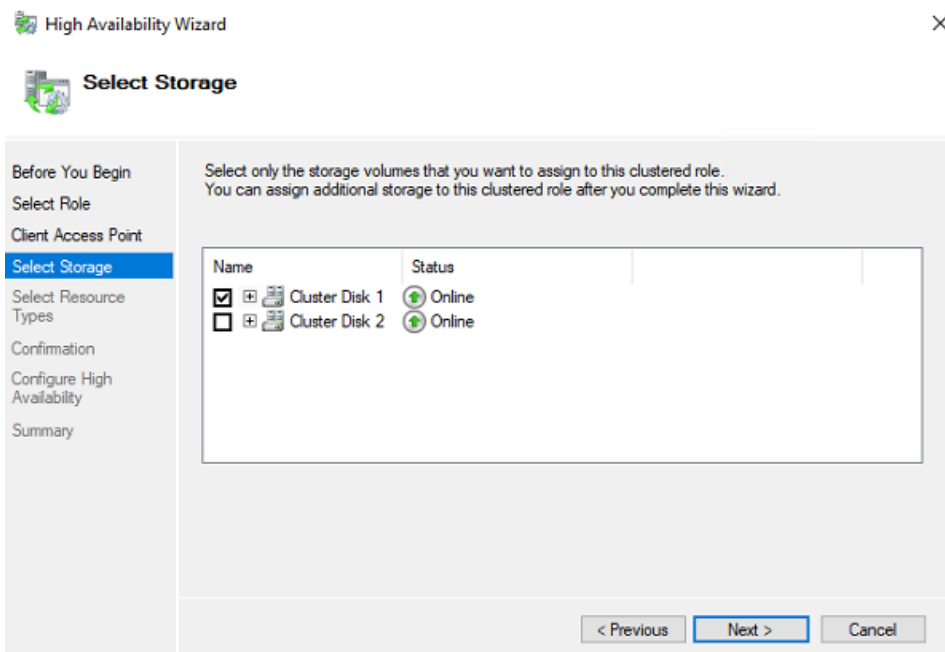 High Availability Wizard
Select Storage
Before You Begin
Select Role
Client Access Point
Select Storage
Select Resource
Types
Confirmation
Configure High
Availability
Summary
Select only the storage volumes that you want to assign to this clustered role.
You can assign additional storage to this clustered role after you complete this wizard.
Name Status
Cluster Disk 1 Online
Cluster Disk 2 Online
< Previous Next > Cancel